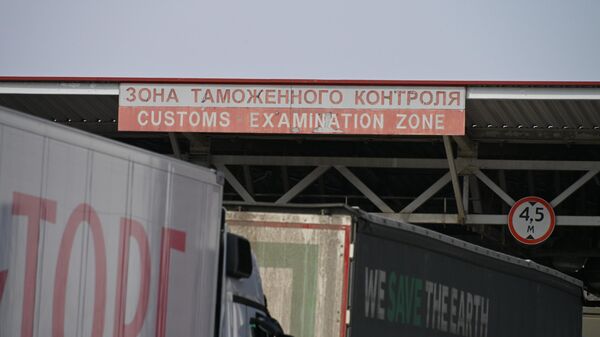 ЗОНА ТАМОЖЕННОГО КОНТРОЛЯ
CUSTOMS EXAMINATION ZONE
4,5
М
ТОРГ
WE SAVE THE EARTH